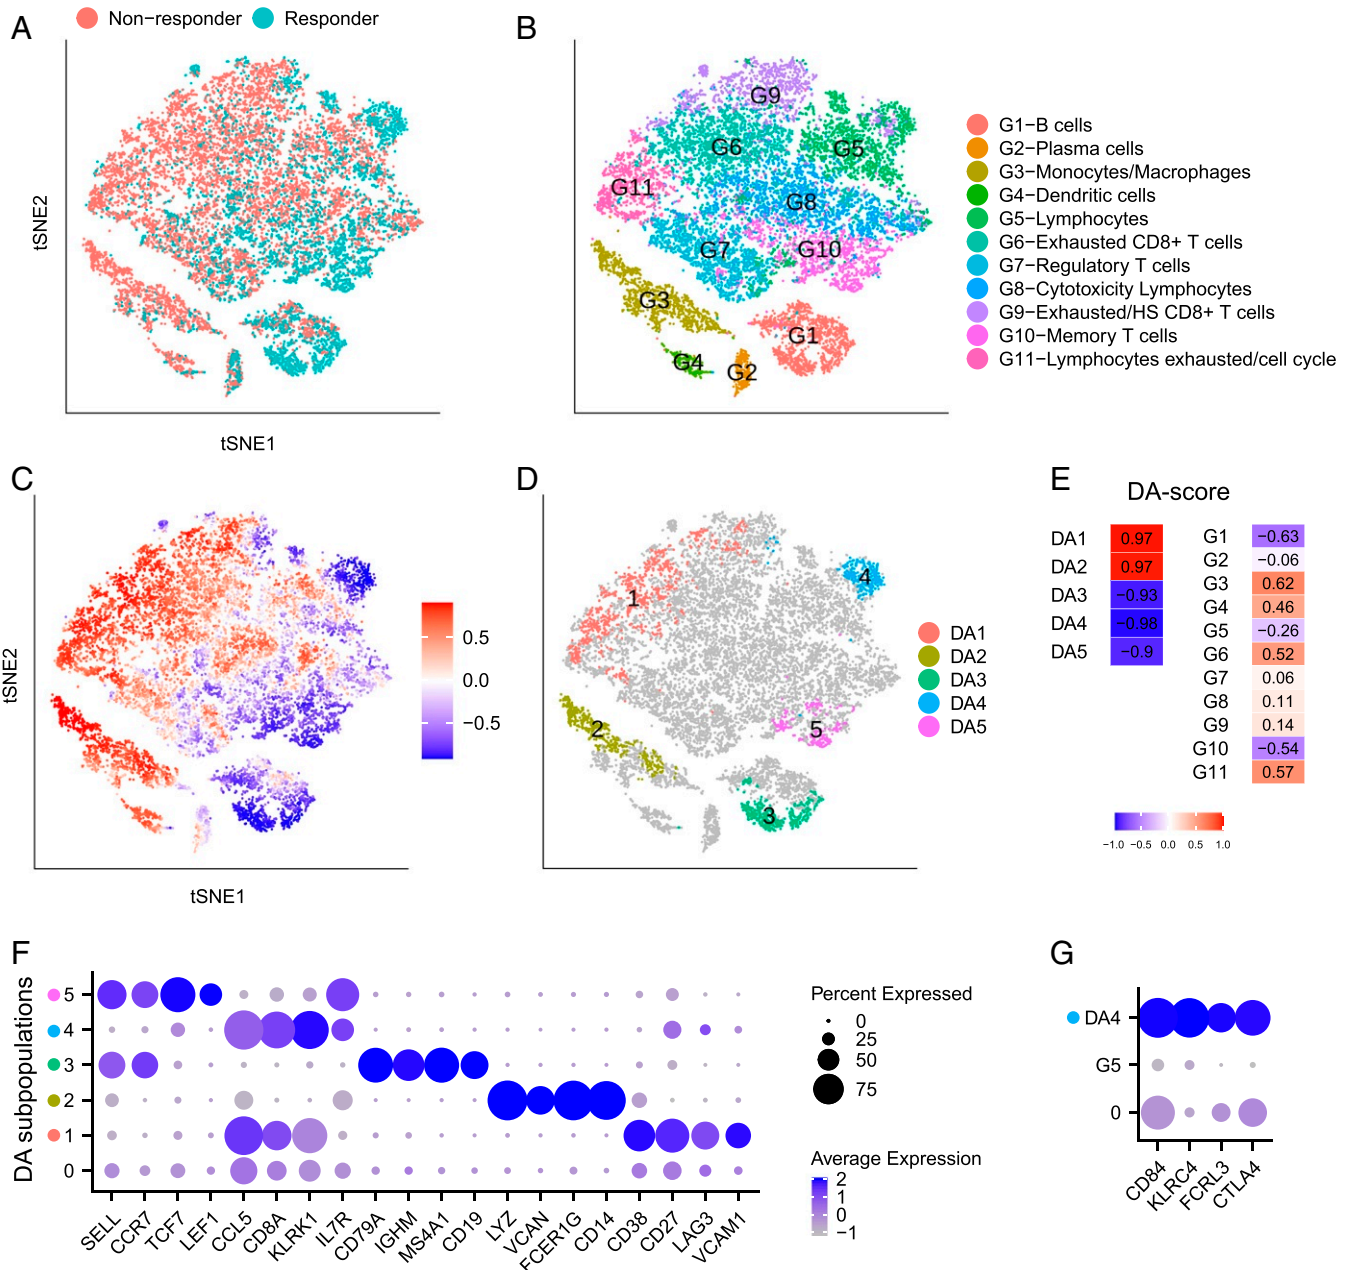 A
Non−responder
Responder
tSNE2
tSNE1
B
G9
G6
G5
G11
G8
G7
G10
G3
G1
G4
G2
G1−B cells
G2−Plasma cells
G3−Monocytes/Macrophages
G4−Dendritic cells
G5−Lymphocytes
G6−Exhausted CD8+ T cells
G7−Regulatory T cells
G8−Cytotoxicity Lymphocytes
G9−Exhausted/HS CD8+ T cells
G10−Memory T cells
G11−Lymphocytes exhausted/cell cycle
C
tSNE2
tSNE1
0.5
0.0
−0.5
D
1
4
2
5
3
DA1
DA2
DA3
DA4
DA5
E
DA-score
DA1 0.97
DA2 0.97
DA3 −0.93
DA4 −0.98
DA5 −0.9
G1 −0.63
G2 −0.06
G3 0.62
G4 0.46
G5 −0.26
G6 0.52
G7 0.06
G8 0.11
G9 0.14
G10 −0.54
G11 0.57
−1.0 −0.5 0.0 0.5 1.0
F
DA subpopulations
5
4
3
2
1
0
SELL
CCR7
TCF7
LEF1
CCL5
CD8A
KLRK1
IL7R
CD79A
IGHM
MS4A1
CD19
LYZ
VCAN
FCER1G
CD14
CD38
CD27
LAG3
VCAM1
Percent Expressed
0
25
50
75
Average Expression
2
1
0
−1
G
DA4
G5
0
CD84
KLRC4
FCRL3
CTLA4